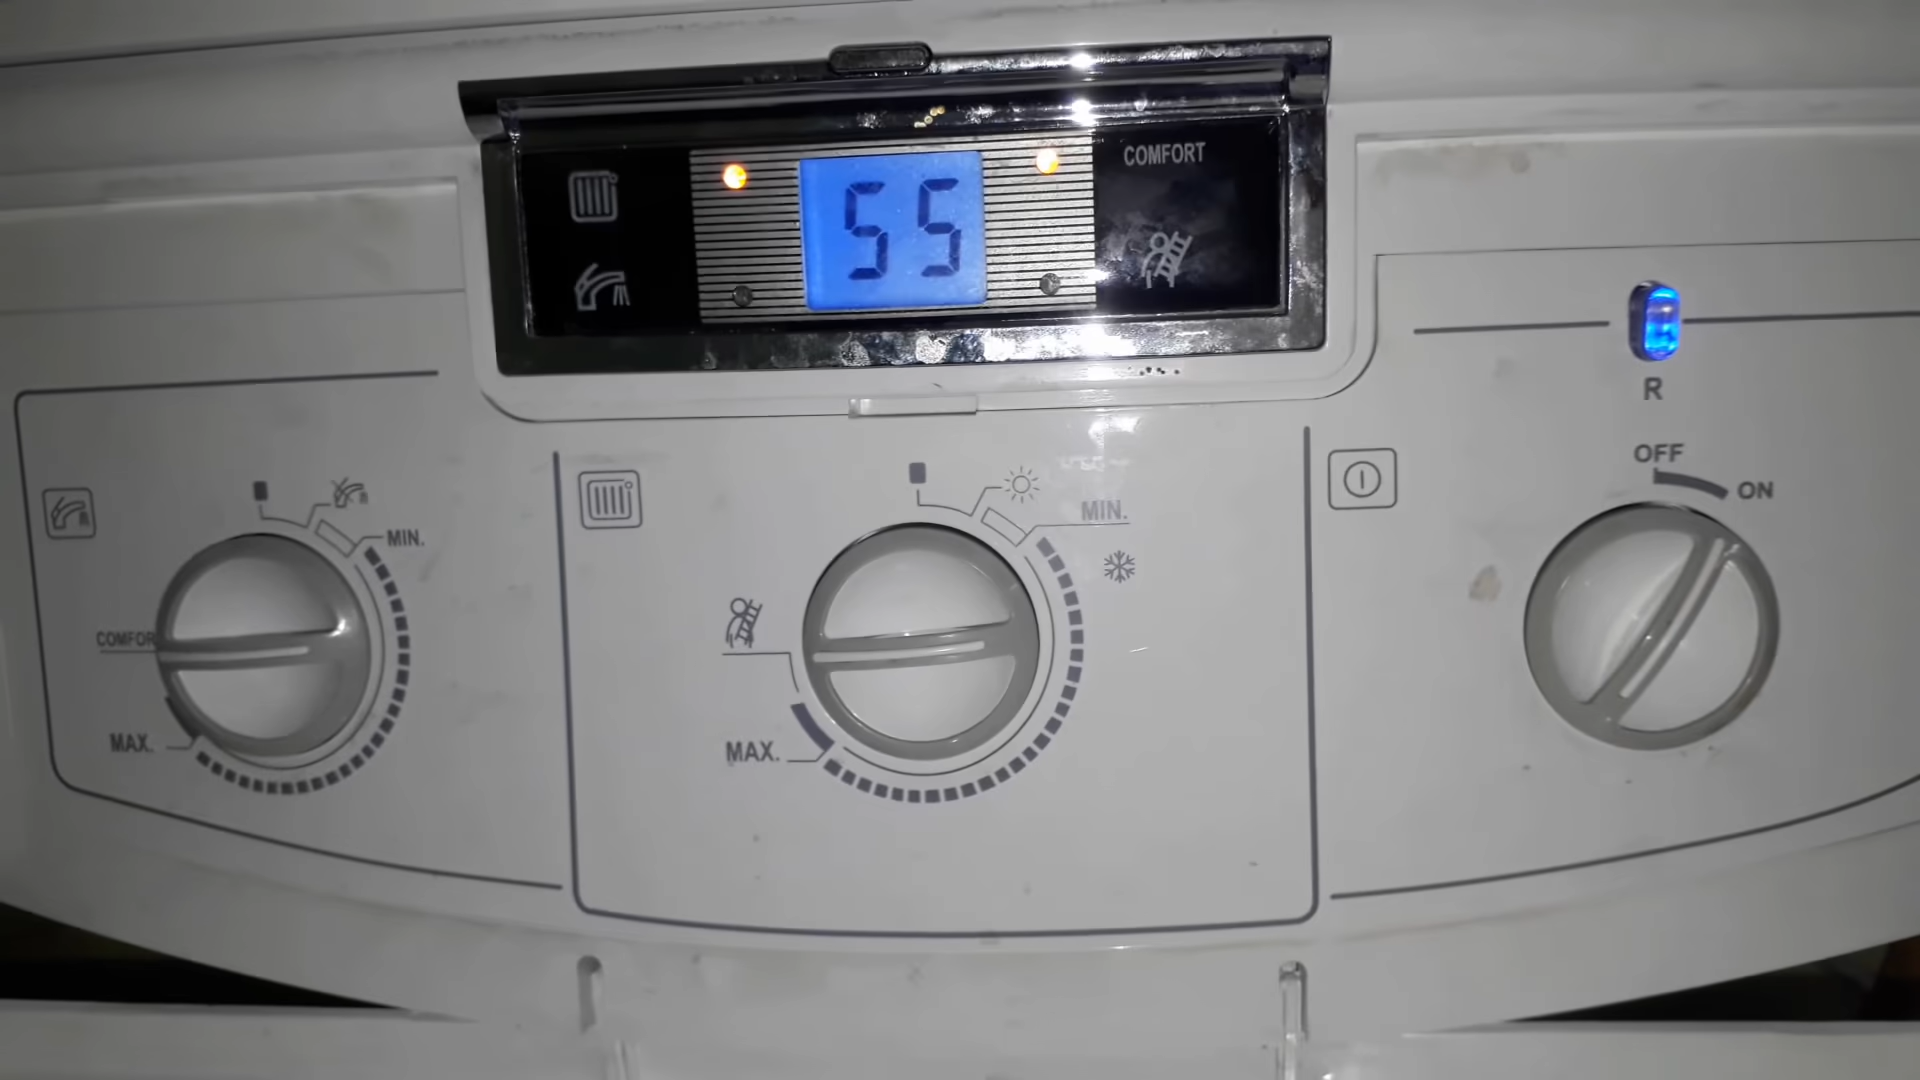 COMFORT
55
R
OFF
ON
MIN.
COMFOR
MAX.
MIN.
MAX.